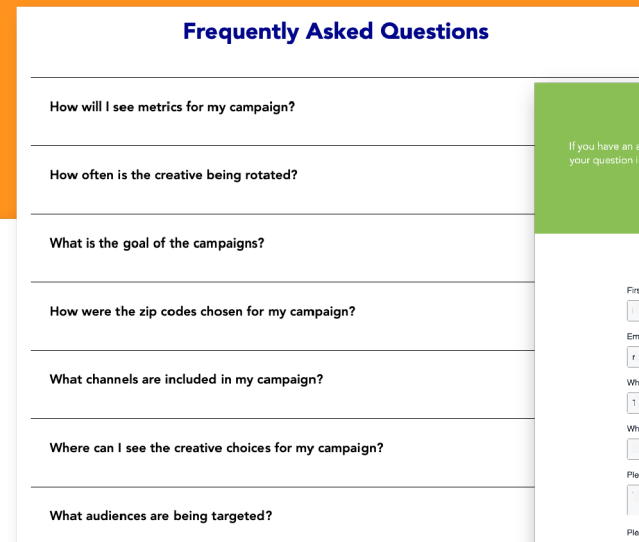 Frequently Asked Questions
How will I see metrics for my campaign?
How often is the creative being rotated?
What is the goal of the campaigns?
How were the zip codes chosen for my campaign?
What channels are included in my campaign?
Where can I see the creative choices for my campaign?
What audiences are being targeted?
If you have an
your question